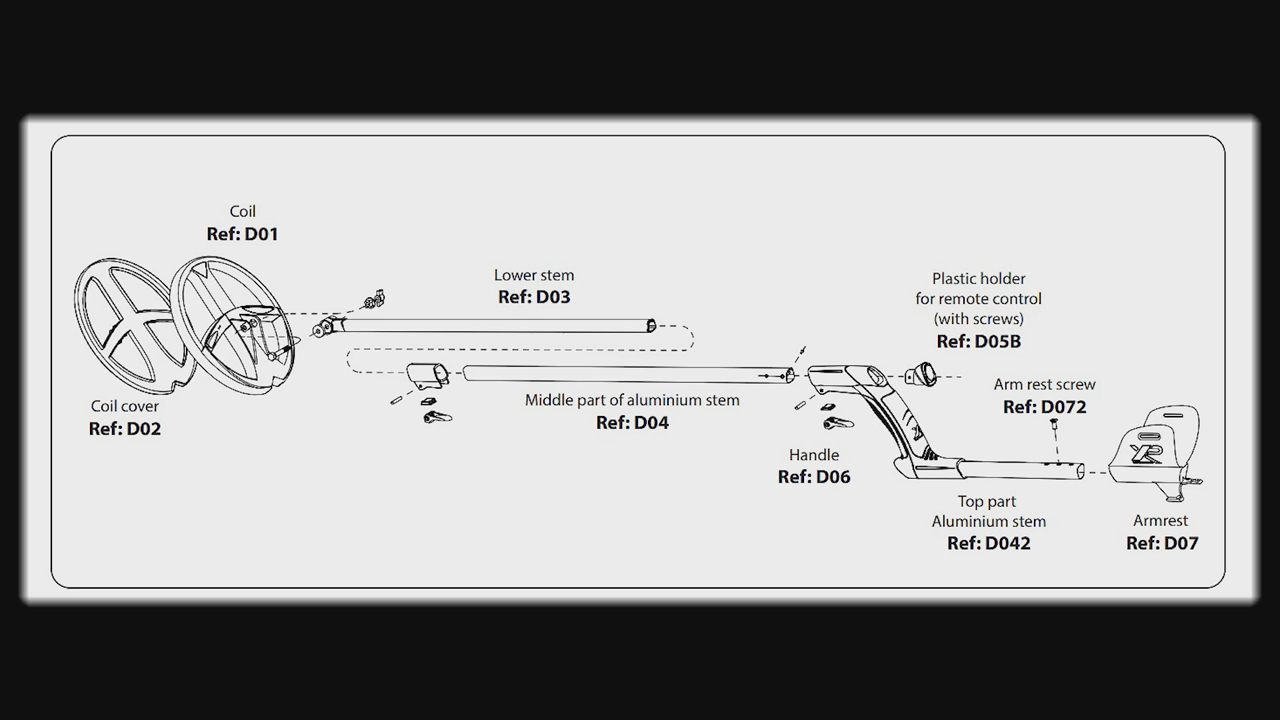 Coil
Ref: D01
Coil cover
Ref: D02
Lower stem
Ref: D03
Middle part of aluminium stem
Ref: D04
Plastic holder
for remote control
(with screws)
Ref: D05B
Handle
Ref: D06
Arm rest screw
Ref: D072
Top part
Aluminium stem
Ref: D042
XP
Armrest
Ref: D07